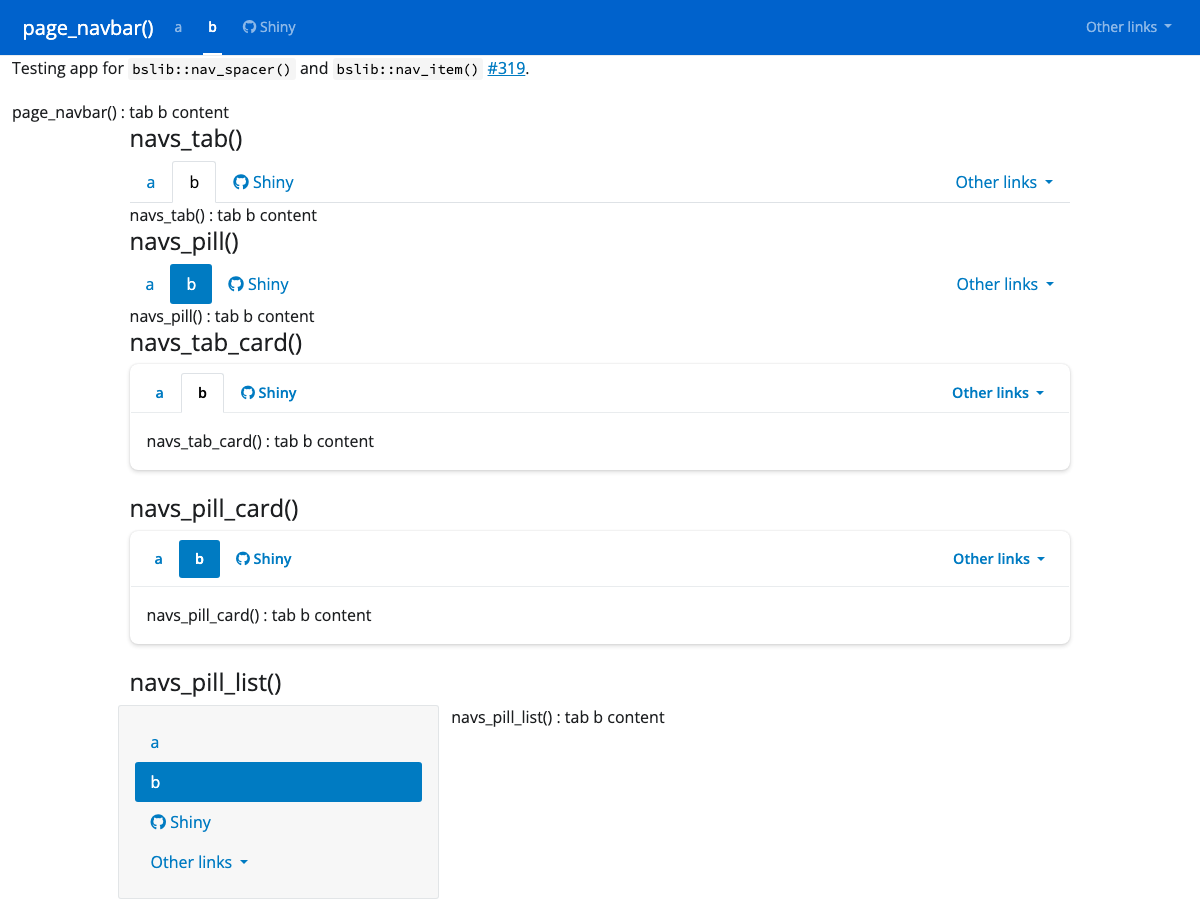 page_navbar() a b Shiny Other links
Testing app for bslib::nav_spacer() and bslib::nav_item() #319.
page_navbar() : tab b content
navs_tab()
a b Shiny Other links
navs_tab() : tab b content
navs_pill()
a b Shiny Other links
navs_pill() : tab b content
navs_tab_card()
a b Shiny Other links
navs_tab_card() : tab b content
navs_pill_card()
a b Shiny Other links
navs_pill_card() : tab b content
navs_pill_list()
a
b
Shiny
Other links
navs_pill_list() : tab b content